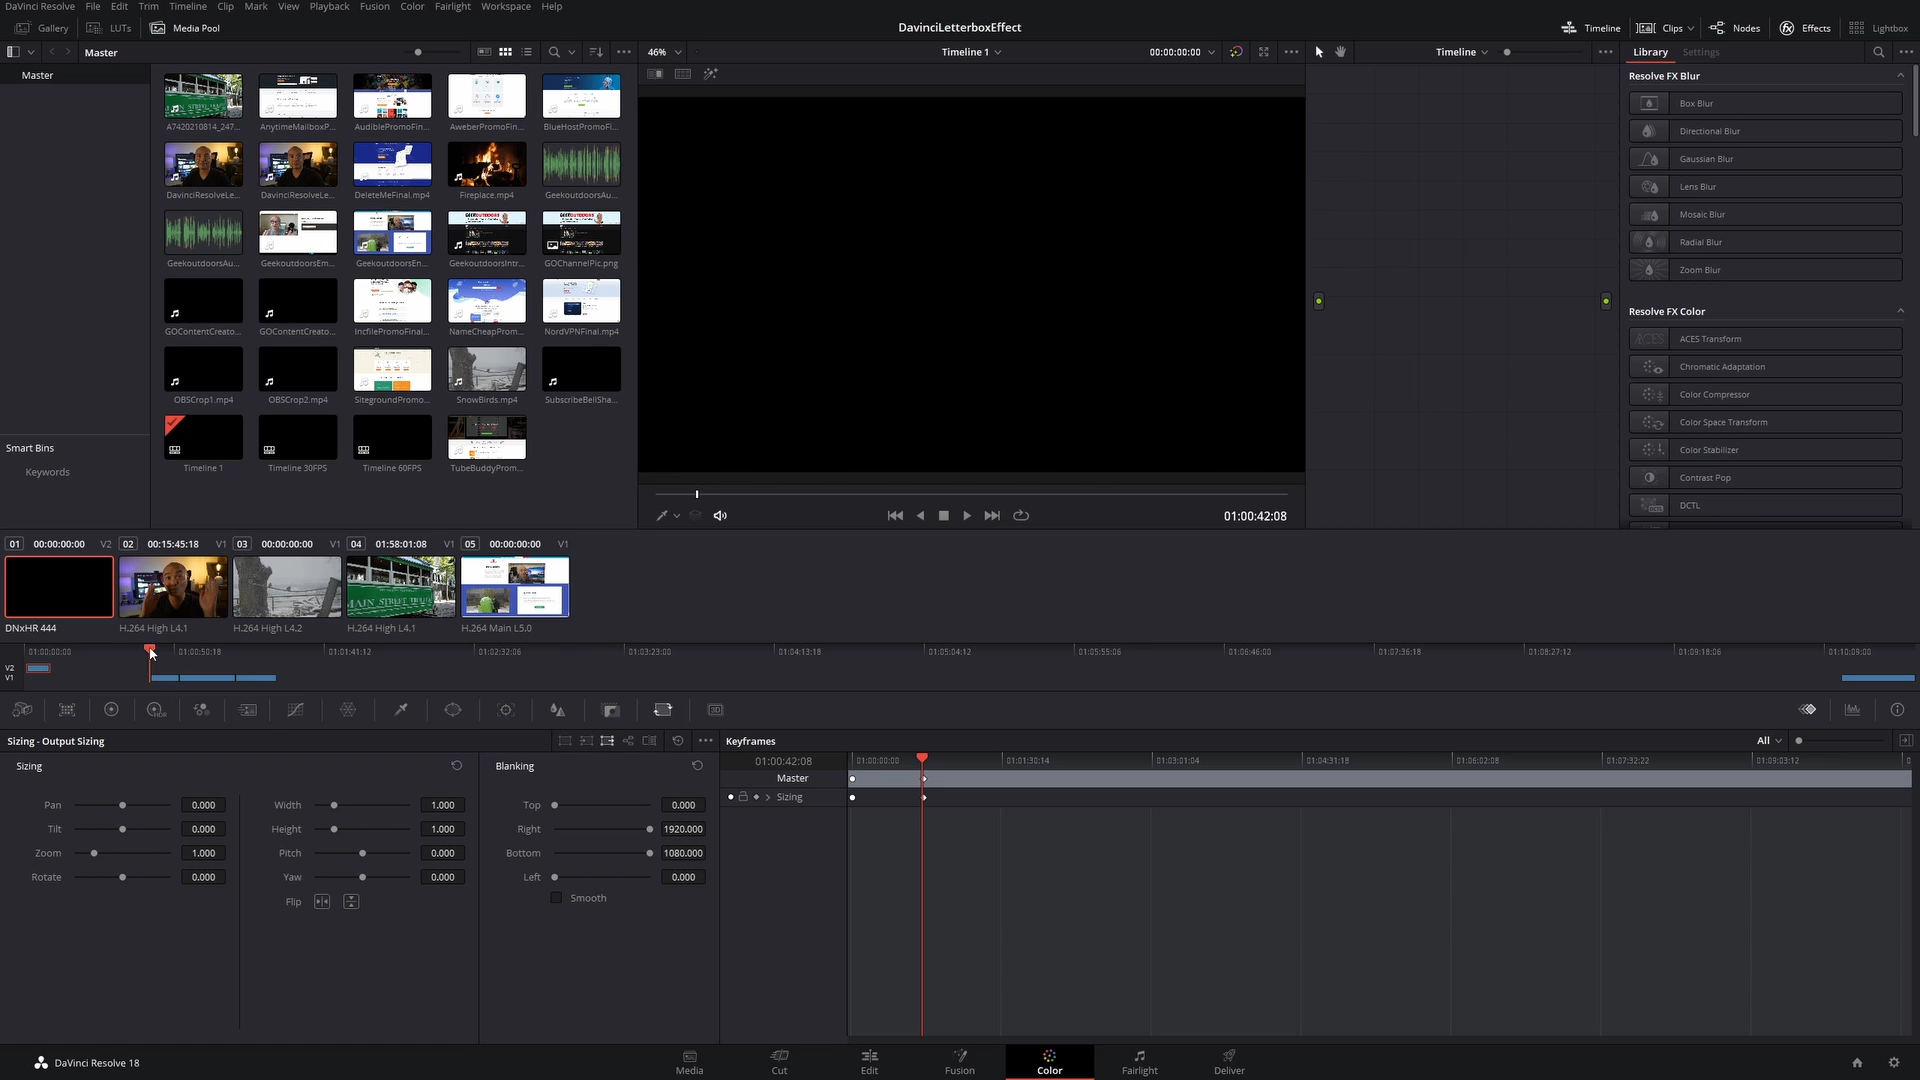 DaVinci Resolve File Edit Trim Timeline Clip Mark View Playback Fusion Color Fairlight Workspace Help
Gallery LUTs Media Pool DavinciLetterboxEffect Timeline Clips Nodes Effects Lightbox
Master 46% Timeline 1 00:00:00:00 Timeline Library Settings
Master
Resolve FX Blur
Box Blur
A7420210814_247... AnytimeMailboxP... AudiblePromoFin... AweberPromoFin... BlueHostPromoFl...
Directional Blur
Gaussian Blur
Lens Blur
DavinciResolveLe... DavinciResolveLe... DeleteMeFinal.mp4 Fireplace.mp4 GeekoutdoorsAu...
Mosaic Blur
Radial Blur
GeekoutdoorsAu... GeekoutdoorsEm... GeekoutdoorsEn... GeekoutdoorsIntr... GOChannelPic.png
Zoom Blur
Resolve FX Color
GOContentCreato... GOContentCreato... IncfilePromoFinal... NameCheapProm... NordVPNFinal.mp4
ACES Transform
Chromatic Adaptation
OBSCrop1.mp4 OBSCrop2.mp4 SitegroundPromo... SnowBirds.mp4 SubscribeBellSha...
Color Compressor
Color Space Transform
Smart Bins
Color Stabilizer
Keywords
Timeline 1 Timeline 30FPS Timeline 60FPS TubeBuddyProm...
Contrast Pop
DCTL
01:00:42:08
01 00:00:00:00 V2 02 00:15:45:18 V1 03 00:00:00:00 V1 04 01:58:01:08 V1 05 00:00:00:00 V1
MAIN STREET TROLLEY
DNxHR 444 H.264 High L4.1 H.264 High L4.2 H.264 High L4.1 H.264 Main L5.0
01:00:00:00 01:00:50:18 01:01:41:12 01:02:32:06 01:03:23:00 01:04:13:18 01:05:04:12 01:05:55:06 01:06:46:00 01:07:36:18 01:08:27:12 01:09:18:06 01:10:09:00
V2
V1
HDR 3D
Sizing - Output Sizing Keyframes All
Sizing Blanking 01:00:42:08 01:00:00:00 01:01:30:14 01:03:01:04 01:04:31:18 01:06:02:08 01:07:32:22 01:09:03:12
Master
Sizing
Pan 0.000 Width 1.000 Top 0.000
Tilt 0.000 Height 1.000 Right 1920.000
Zoom 1.000 Pitch 0.000 Bottom 1080.000
Rotate 0.000 Yaw 0.000 Left 0.000
Flip Smooth
DaVinci Resolve 18 Media Cut Edit Fusion Color Fairlight Deliver